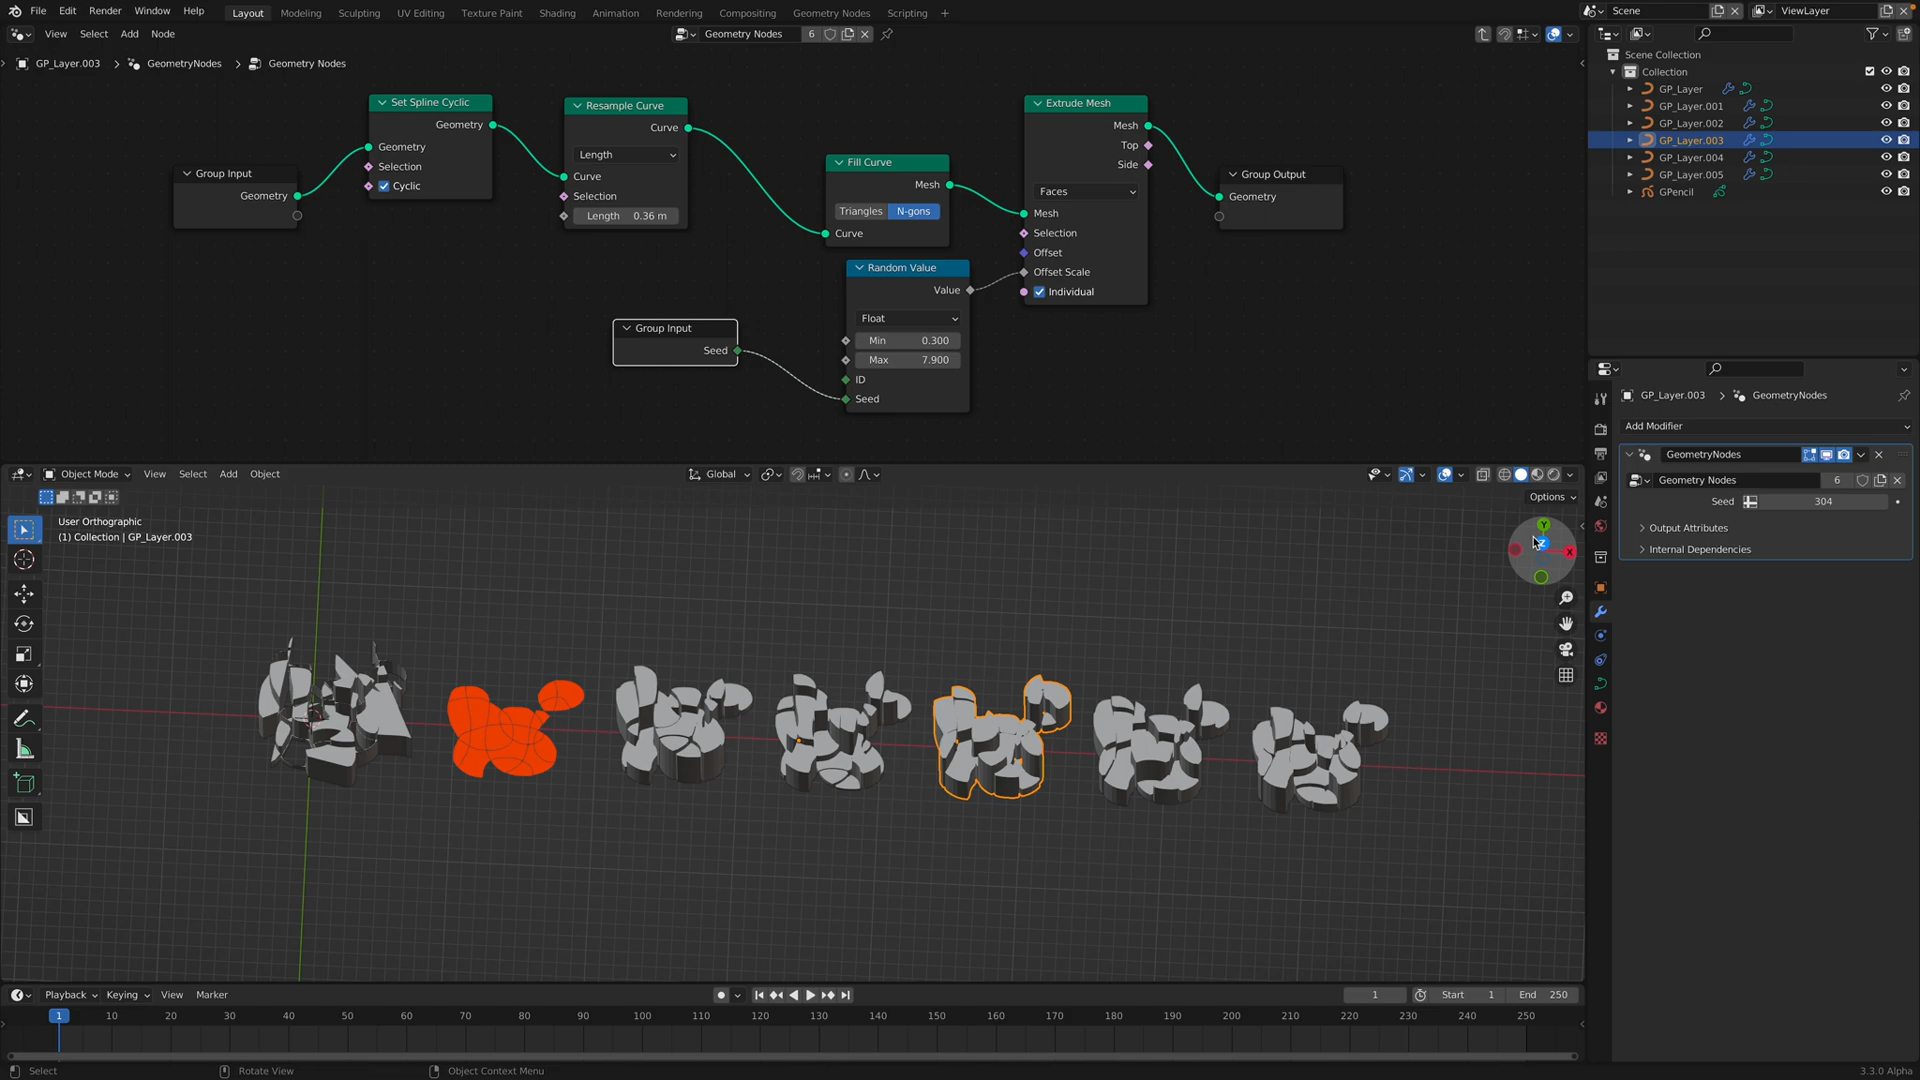 File Edit Render Window Help Layout Modeling Sculpting UV Editing Texture Paint Shading Animation Rendering Compositing Geometry Nodes Scripting + Scene ViewLayer
View Select Add Node Geometry Nodes 6
GP_Layer.003 > GeometryNodes > Geometry Nodes
Group Input
Geometry
Set Spline Cyclic
Geometry
Geometry
Selection
Cyclic
Resample Curve
Curve
Length
Curve
Selection
Length 0.36 m
Fill Curve
Mesh
Triangles N-gons
Curve
Extrude Mesh
Mesh
Top
Side
Faces
Mesh
Selection
Offset
Offset Scale
Individual
Group Output
Geometry
Group Input
Seed
Random Value
Value
Float
Min 0.300
Max 7.900
ID
Seed
Scene Collection
Collection
GP_Layer
GP_Layer.001
GP_Layer.002
GP_Layer.003
GP_Layer.004
GP_Layer.005
GPencil
GP_Layer.003 > GeometryNodes
Add Modifier
GeometryNodes
Geometry Nodes 6
Seed 304
Output Attributes
Internal Dependencies
Object Mode View Select Add Object Global
Options
User Orthographic
(1) Collection | GP_Layer.003
Y
Z
X
Playback Keying View Marker 1 Start 1 End 250
1 10 20 30 40 50 60 70 80 90 100 110 120 130 140 150 160 170 180 190 200 210 220 230 240 250
Select Rotate View Object Context Menu 3.3.0 Alpha